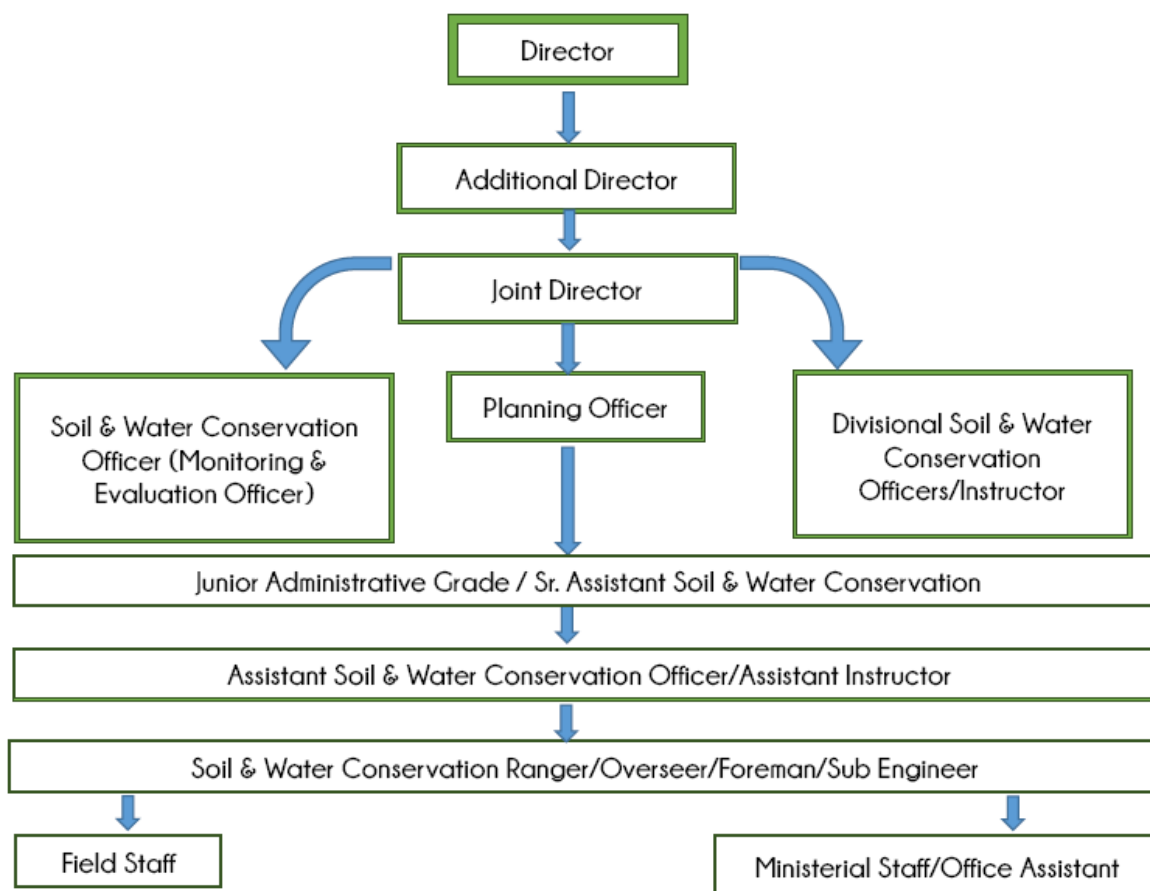 Director
Additional Director
Joint Director
Soil & Water Conservation
Officer (Monitoring &
Evaluation Officer)
Planning Officer
Divisional Soil & Water
Conservation
Officers/Instructor
Junior Administrative Grade / Sr. Assistant Soil & Water Conservation
Assistant Soil & Water Conservation Officer/Assistant Instructor
Soil & Water Conservation Ranger/Overseer/Foreman/Sub Engineer
Field Staff
Ministerial Staff/Office Assistant